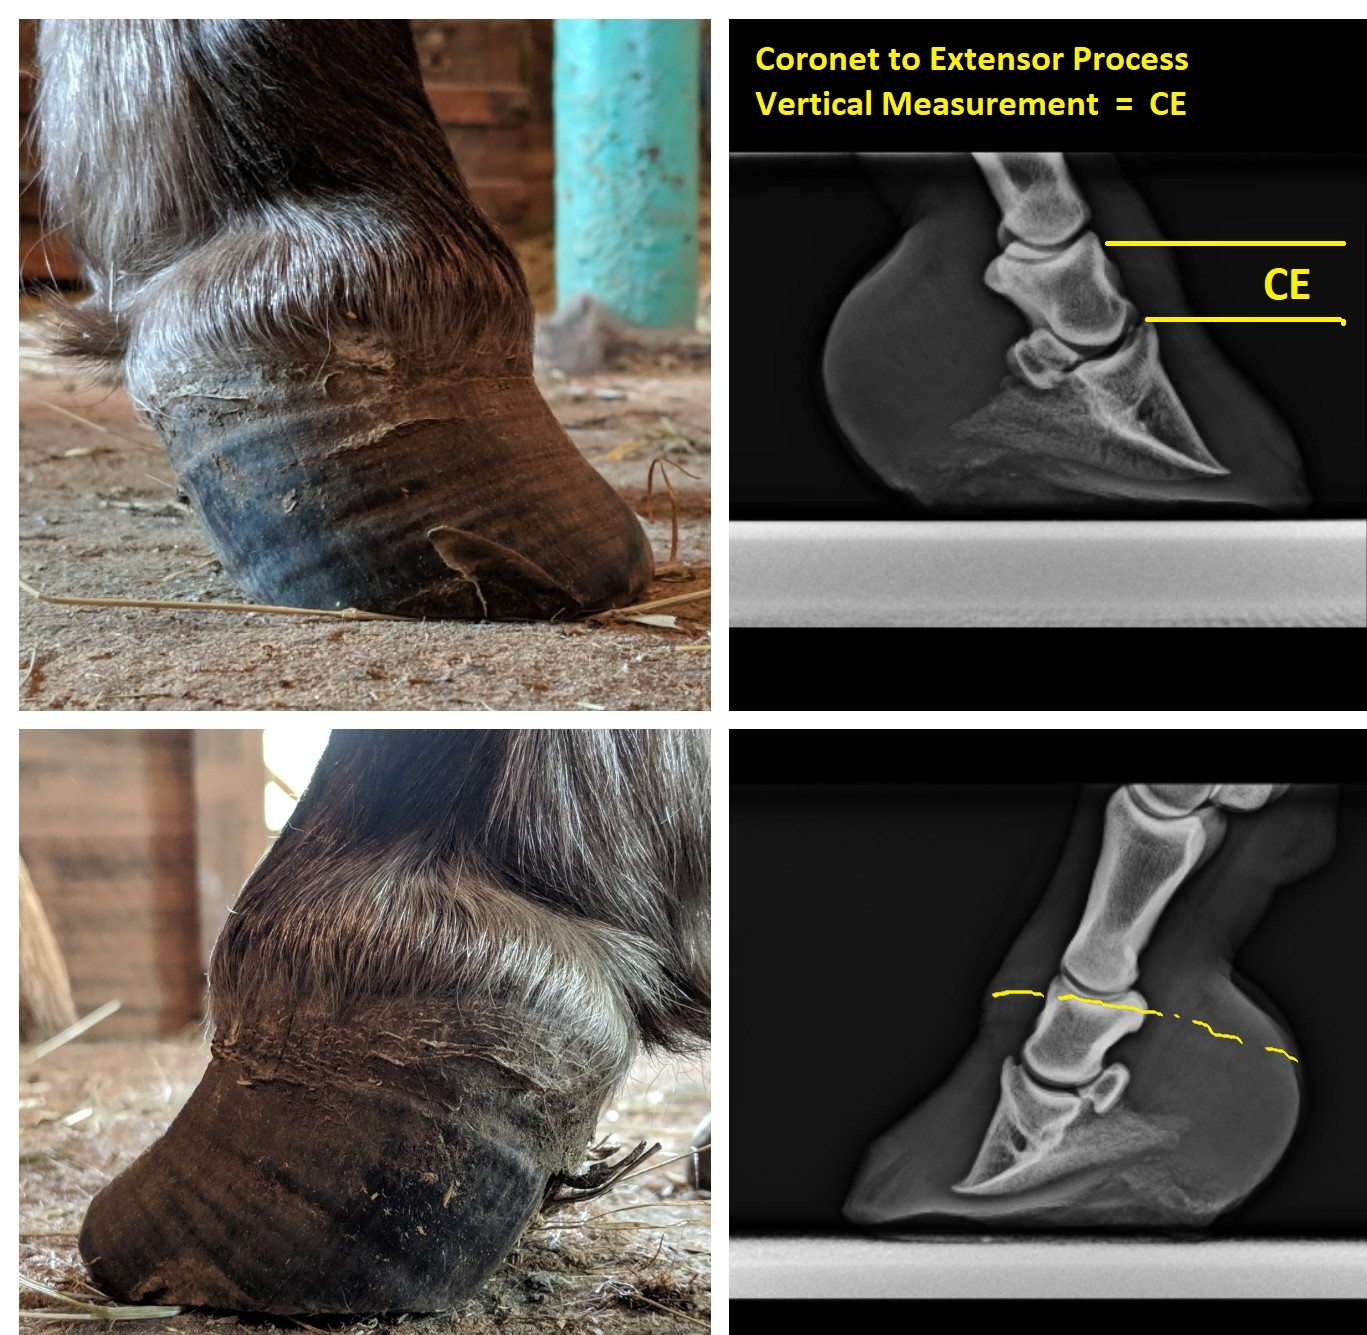 Coronet to Extensor Process
Vertical Measurement = CE
CE